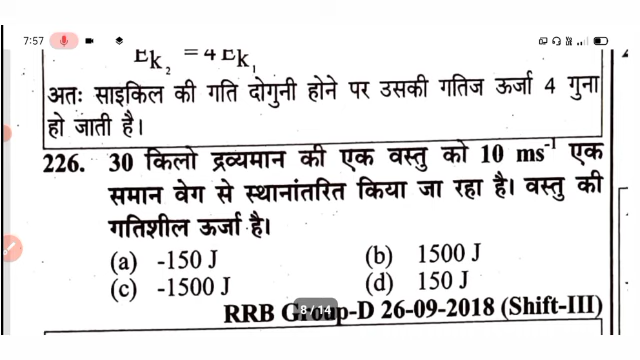 7:57
Ek₂ = 4 Ek₁
अतः साइकिल की गति दोगुनी होने पर उसकी गतिज ऊर्जा 4 गुना
हो जाती है।
226. 30 किलो द्रव्यमान की एक वस्तु को 10 ms⁻¹ एक
समान वेग से स्थानांतरित किया जा रहा है। वस्तु की
गतिशील ऊर्जा है।
(a) -150 J (b) 1500 J
(c) -1500 J (d) 150 J
8 / 14
RRB Group-D 26-09-2018 (Shift-III)